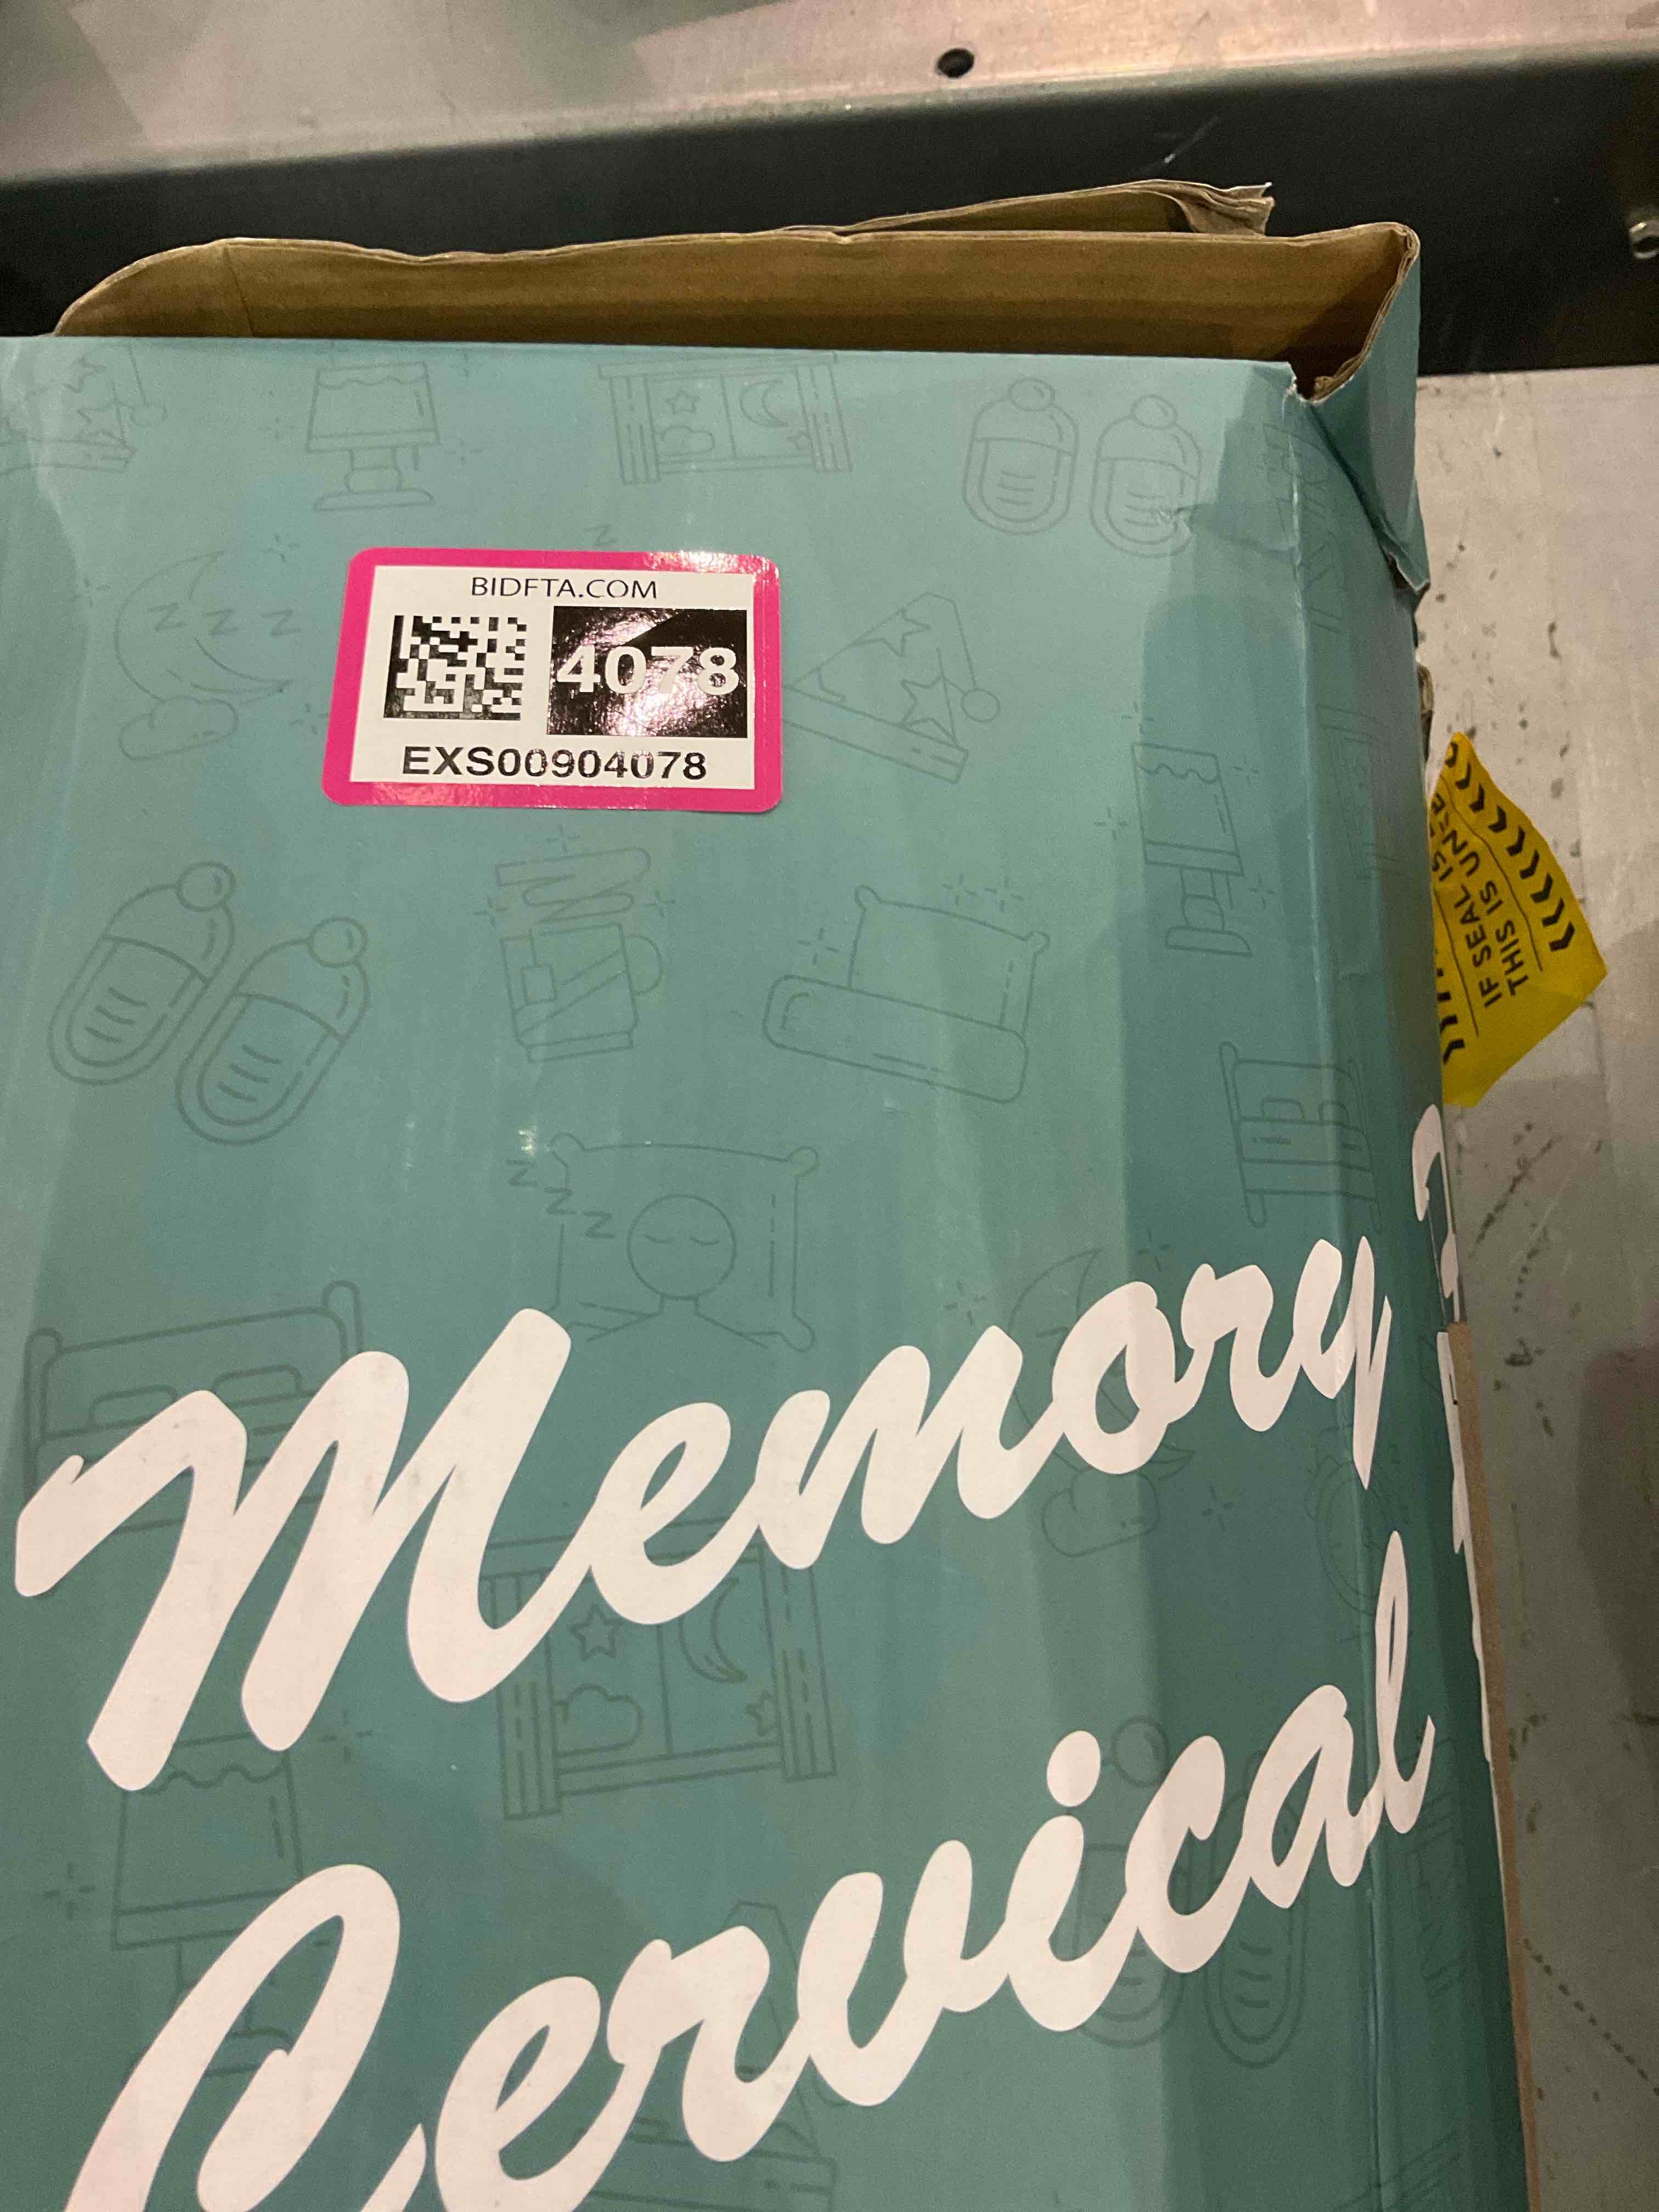 BIDFTA.COM
4078
EXS00904078
IF SEAL IS
THIS IS
Z Z Z
Z
Z
Z
Z
Memory
Cervical